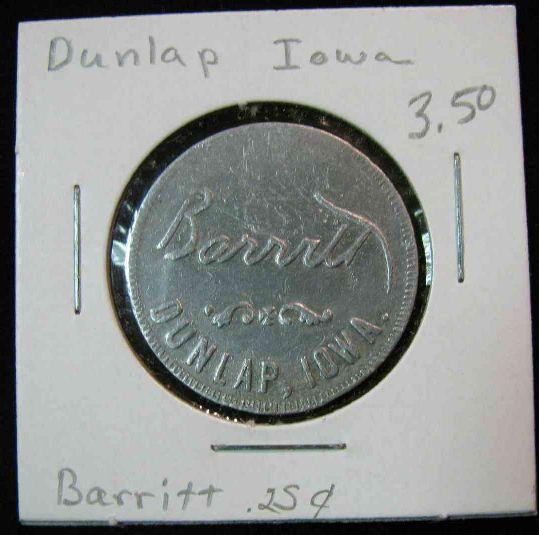 Dunlap Iowa
3.50
Barritt
DUNLAP, IOWA.
Barritt .25¢